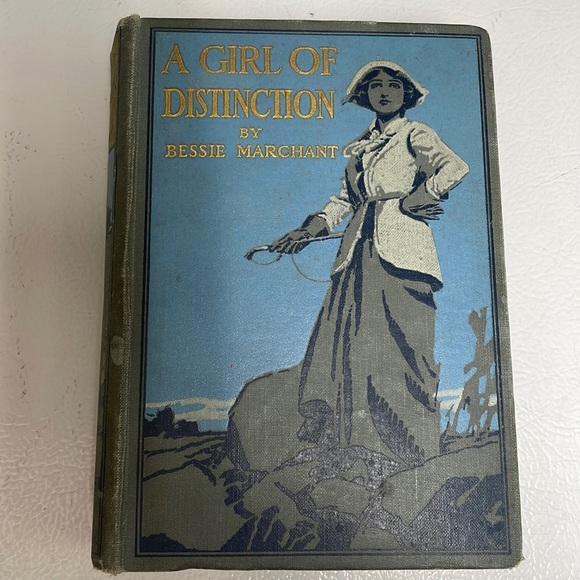 A GIRL OF
DISTINCTION
BY
BESSIE MARCHANT